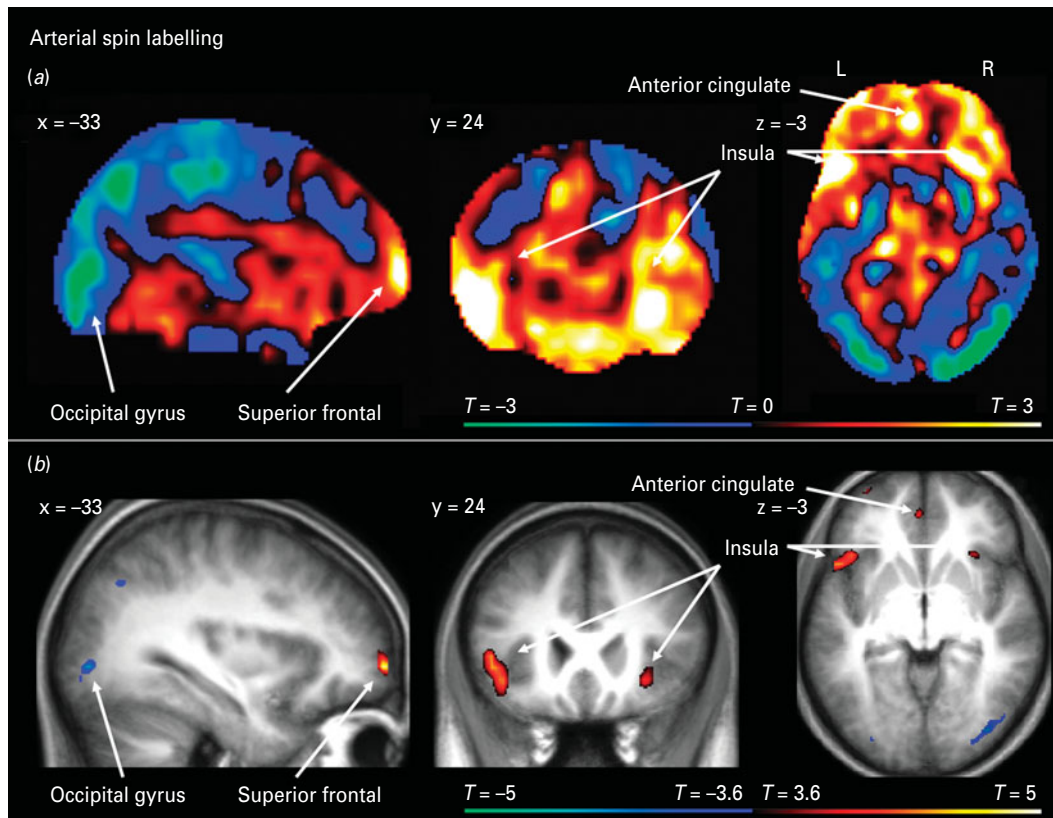 Arterial spin labelling
(a)
L R
Anterior cingulate
x = –33
y = 24
z = –3
Insula
Occipital gyrus
Superior frontal
T = –3
T = 0
T = 3
(b)
Anterior cingulate
x = –33
y = 24
z = –3
Insula
Occipital gyrus
Superior frontal
T = –5
T = –3.6
T = 3.6
T = 5